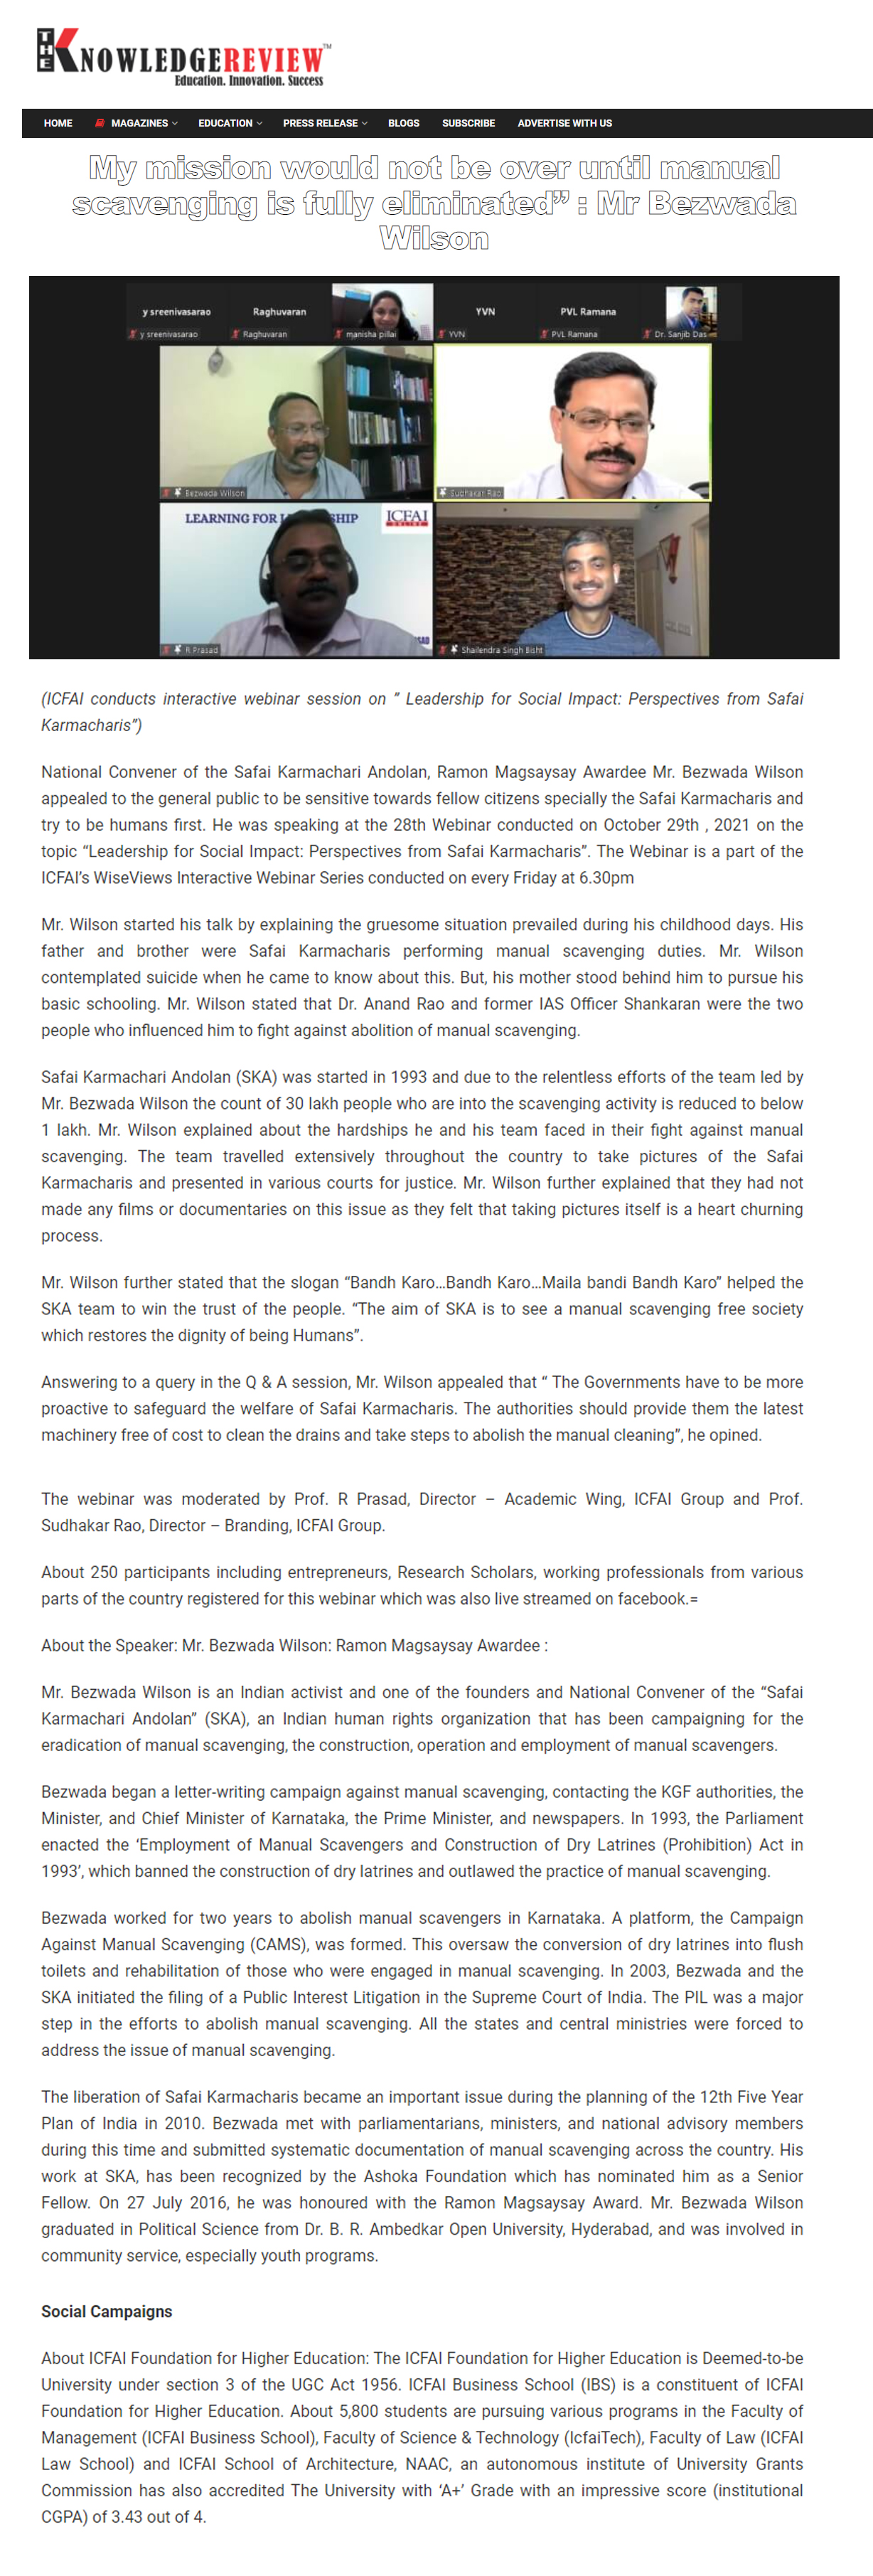 THE KNOWLEDGEREVIEW™
Education. Innovation. Success
HOME MAGAZINES EDUCATION PRESS RELEASE BLOGS SUBSCRIBE ADVERTISE WITH US
My mission would not be over until manual
scavenging is fully eliminated” : Mr Bezwada
Wilson
y sreenivasarao Raghuvaran YVN PVL Ramana
y sreenivasarao Raghuvaran manisha pillai YVN PVL Ramana Dr. Sanjib Das
Bezwada Wilson Sudhakar Rao
LEARNING FOR L SHIP ICFAI
ONLINE
R Prasad Shailendra Singh Bisht
(ICFAI conducts interactive webinar session on ” Leadership for Social Impact: Perspectives from Safai
Karmacharis”)
National Convener of the Safai Karmachari Andolan, Ramon Magsaysay Awardee Mr. Bezwada Wilson
appealed to the general public to be sensitive towards fellow citizens specially the Safai Karmacharis and
try to be humans first. He was speaking at the 28th Webinar conducted on October 29th , 2021 on the
topic “Leadership for Social Impact: Perspectives from Safai Karmacharis”. The Webinar is a part of the
ICFAI’s WiseViews Interactive Webinar Series conducted on every Friday at 6.30pm
Mr. Wilson started his talk by explaining the gruesome situation prevailed during his childhood days. His
father and brother were Safai Karmacharis performing manual scavenging duties. Mr. Wilson
contemplated suicide when he came to know about this. But, his mother stood behind him to pursue his
basic schooling. Mr. Wilson stated that Dr. Anand Rao and former IAS Officer Shankaran were the two
people who influenced him to fight against abolition of manual scavenging.
Safai Karmachari Andolan (SKA) was started in 1993 and due to the relentless efforts of the team led by
Mr. Bezwada Wilson the count of 30 lakh people who are into the scavenging activity is reduced to below
1 lakh. Mr. Wilson explained about the hardships he and his team faced in their fight against manual
scavenging. The team travelled extensively throughout the country to take pictures of the Safai
Karmacharis and presented in various courts for justice. Mr. Wilson further explained that they had not
made any films or documentaries on this issue as they felt that taking pictures itself is a heart churning
process.
Mr. Wilson further stated that the slogan “Bandh Karo…Bandh Karo…Maila bandi Bandh Karo” helped the
SKA team to win the trust of the people. “The aim of SKA is to see a manual scavenging free society
which restores the dignity of being Humans”.
Answering to a query in the Q & A session, Mr. Wilson appealed that “ The Governments have to be more
proactive to safeguard the welfare of Safai Karmacharis. The authorities should provide them the latest
machinery free of cost to clean the drains and take steps to abolish the manual cleaning”, he opined.
The webinar was moderated by Prof. R Prasad, Director – Academic Wing, ICFAI Group and Prof.
Sudhakar Rao, Director – Branding, ICFAI Group.
About 250 participants including entrepreneurs, Research Scholars, working professionals from various
parts of the country registered for this webinar which was also live streamed on facebook.=
About the Speaker: Mr. Bezwada Wilson: Ramon Magsaysay Awardee :
Mr. Bezwada Wilson is an Indian activist and one of the founders and National Convener of the “Safai
Karmachari Andolan” (SKA), an Indian human rights organization that has been campaigning for the
eradication of manual scavenging, the construction, operation and employment of manual scavengers.
Bezwada began a letter-writing campaign against manual scavenging, contacting the KGF authorities, the
Minister, and Chief Minister of Karnataka, the Prime Minister, and newspapers. In 1993, the Parliament
enacted the ‘Employment of Manual Scavengers and Construction of Dry Latrines (Prohibition) Act in
1993’, which banned the construction of dry latrines and outlawed the practice of manual scavenging.
Bezwada worked for two years to abolish manual scavengers in Karnataka. A platform, the Campaign
Against Manual Scavenging (CAMS), was formed. This oversaw the conversion of dry latrines into flush
toilets and rehabilitation of those who were engaged in manual scavenging. In 2003, Bezwada and the
SKA initiated the filing of a Public Interest Litigation in the Supreme Court of India. The PIL was a major
step in the efforts to abolish manual scavenging. All the states and central ministries were forced to
address the issue of manual scavenging.
The liberation of Safai Karmacharis became an important issue during the planning of the 12th Five Year
Plan of India in 2010. Bezwada met with parliamentarians, ministers, and national advisory members
during this time and submitted systematic documentation of manual scavenging across the country. His
work at SKA, has been recognized by the Ashoka Foundation which has nominated him as a Senior
Fellow. On 27 July 2016, he was honoured with the Ramon Magsaysay Award. Mr. Bezwada Wilson
graduated in Political Science from Dr. B. R. Ambedkar Open University, Hyderabad, and was involved in
community service, especially youth programs.
Social Campaigns
About ICFAI Foundation for Higher Education: The ICFAI Foundation for Higher Education is Deemed-to-be
University under section 3 of the UGC Act 1956. ICFAI Business School (IBS) is a constituent of ICFAI
Foundation for Higher Education. About 5,800 students are pursuing various programs in the Faculty of
Management (ICFAI Business School), Faculty of Science & Technology (IcfaiTech), Faculty of Law (ICFAI
Law School) and ICFAI School of Architecture, NAAC, an autonomous institute of University Grants
Commission has also accredited The University with ‘A+’ Grade with an impressive score (institutional
CGPA) of 3.43 out of 4.